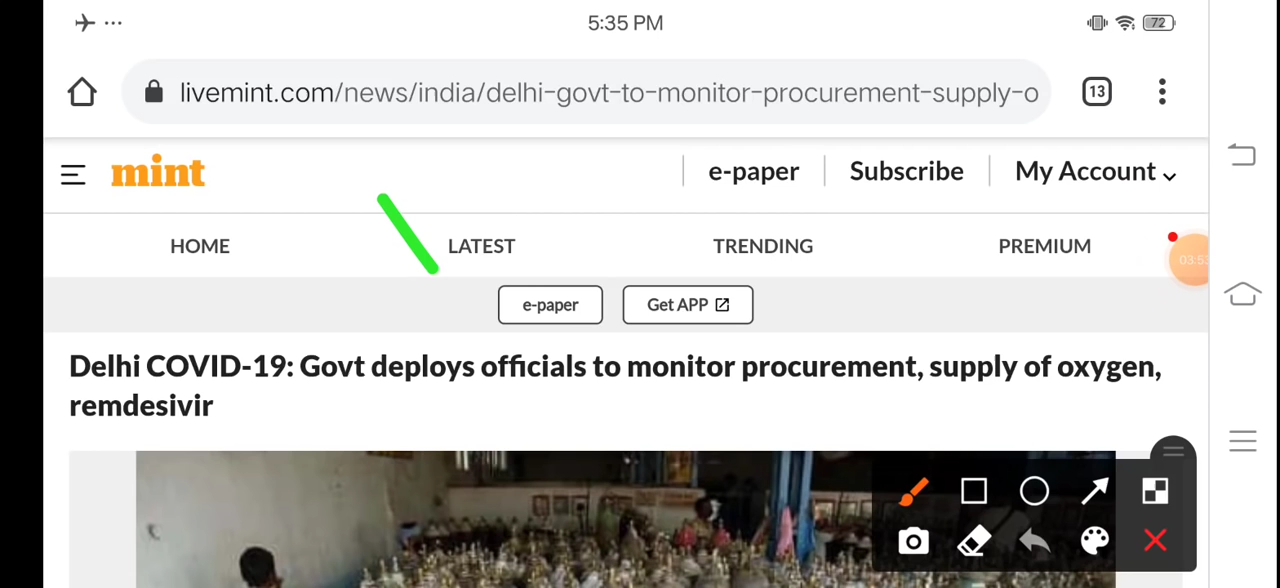 5:35 PM
72
livemint.com/news/india/delhi-govt-to-monitor-procurement-supply-o
13
mint
e-paper
Subscribe
My Account
HOME
LATEST
TRENDING
PREMIUM
e-paper
Get APP
Delhi COVID-19: Govt deploys officials to monitor procurement, supply of oxygen,
remdesivir